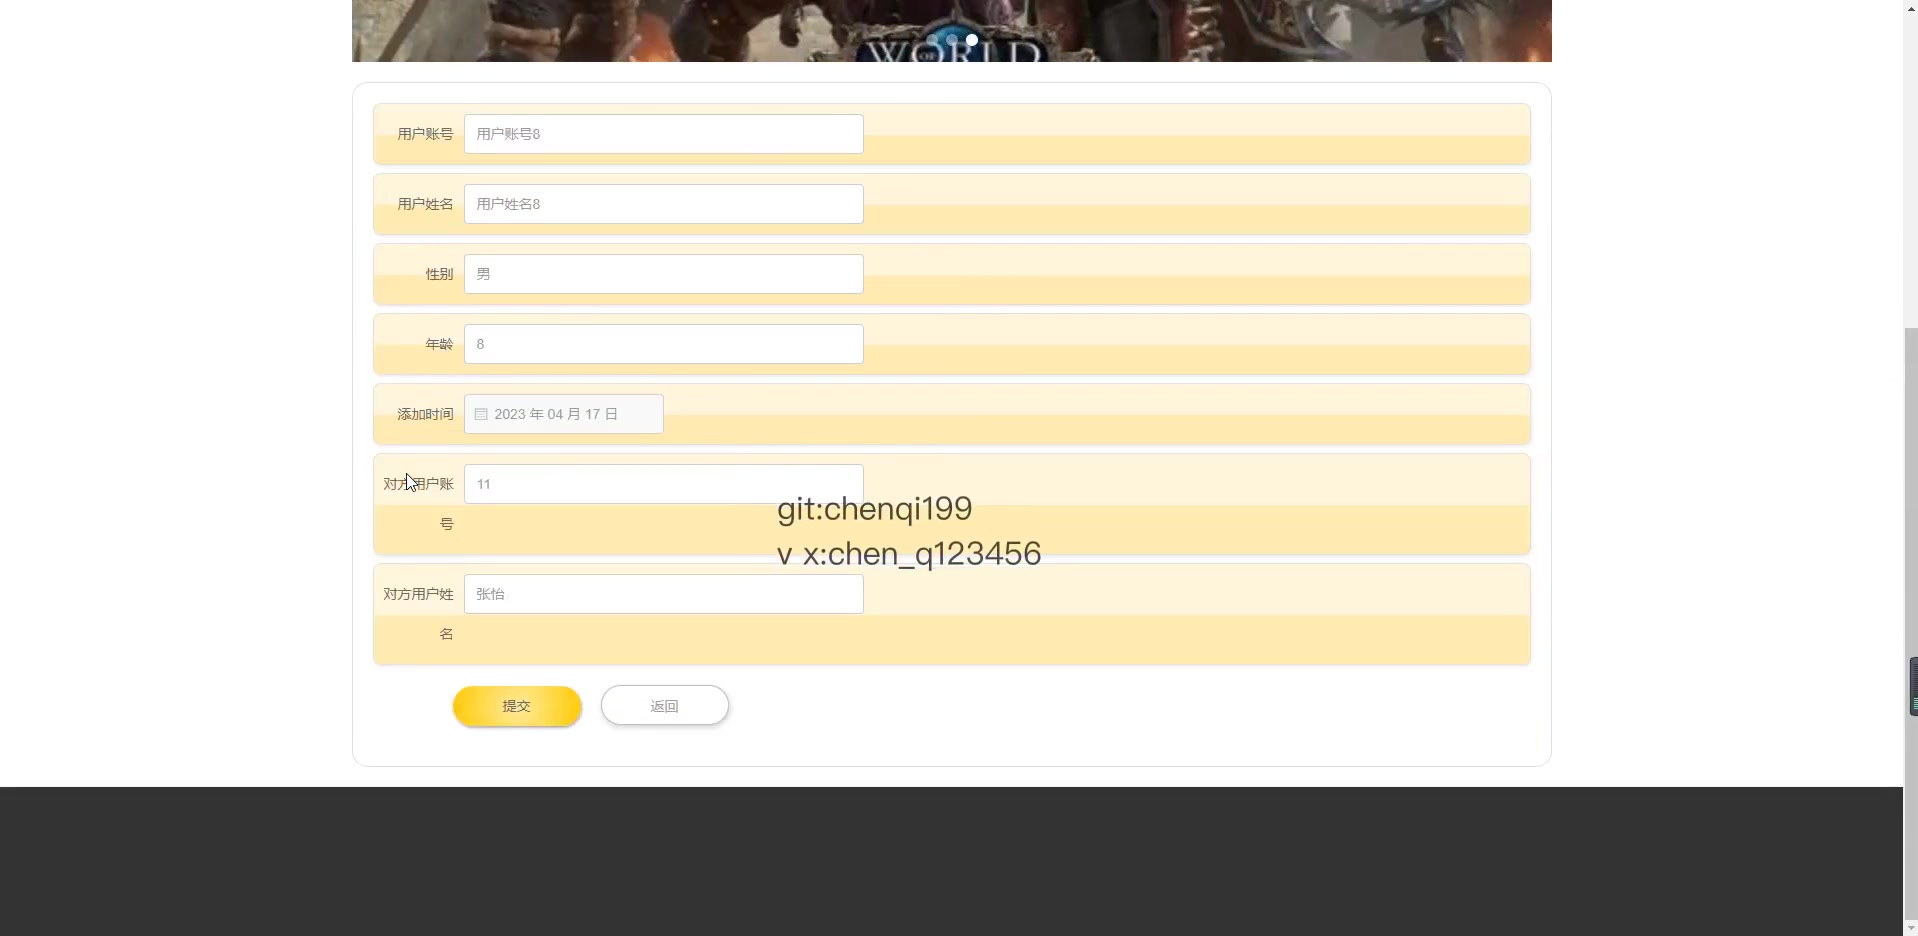 WORLD
OF
用户账号 用户账号8
用户姓名 用户姓名8
性别 男
年龄 8
添加时间 2023 年 04 月 17 日
对方用户账 11
号
git:chenqi199
v x:chen_q123456
对方用户姓 张怡
名
提交 返回